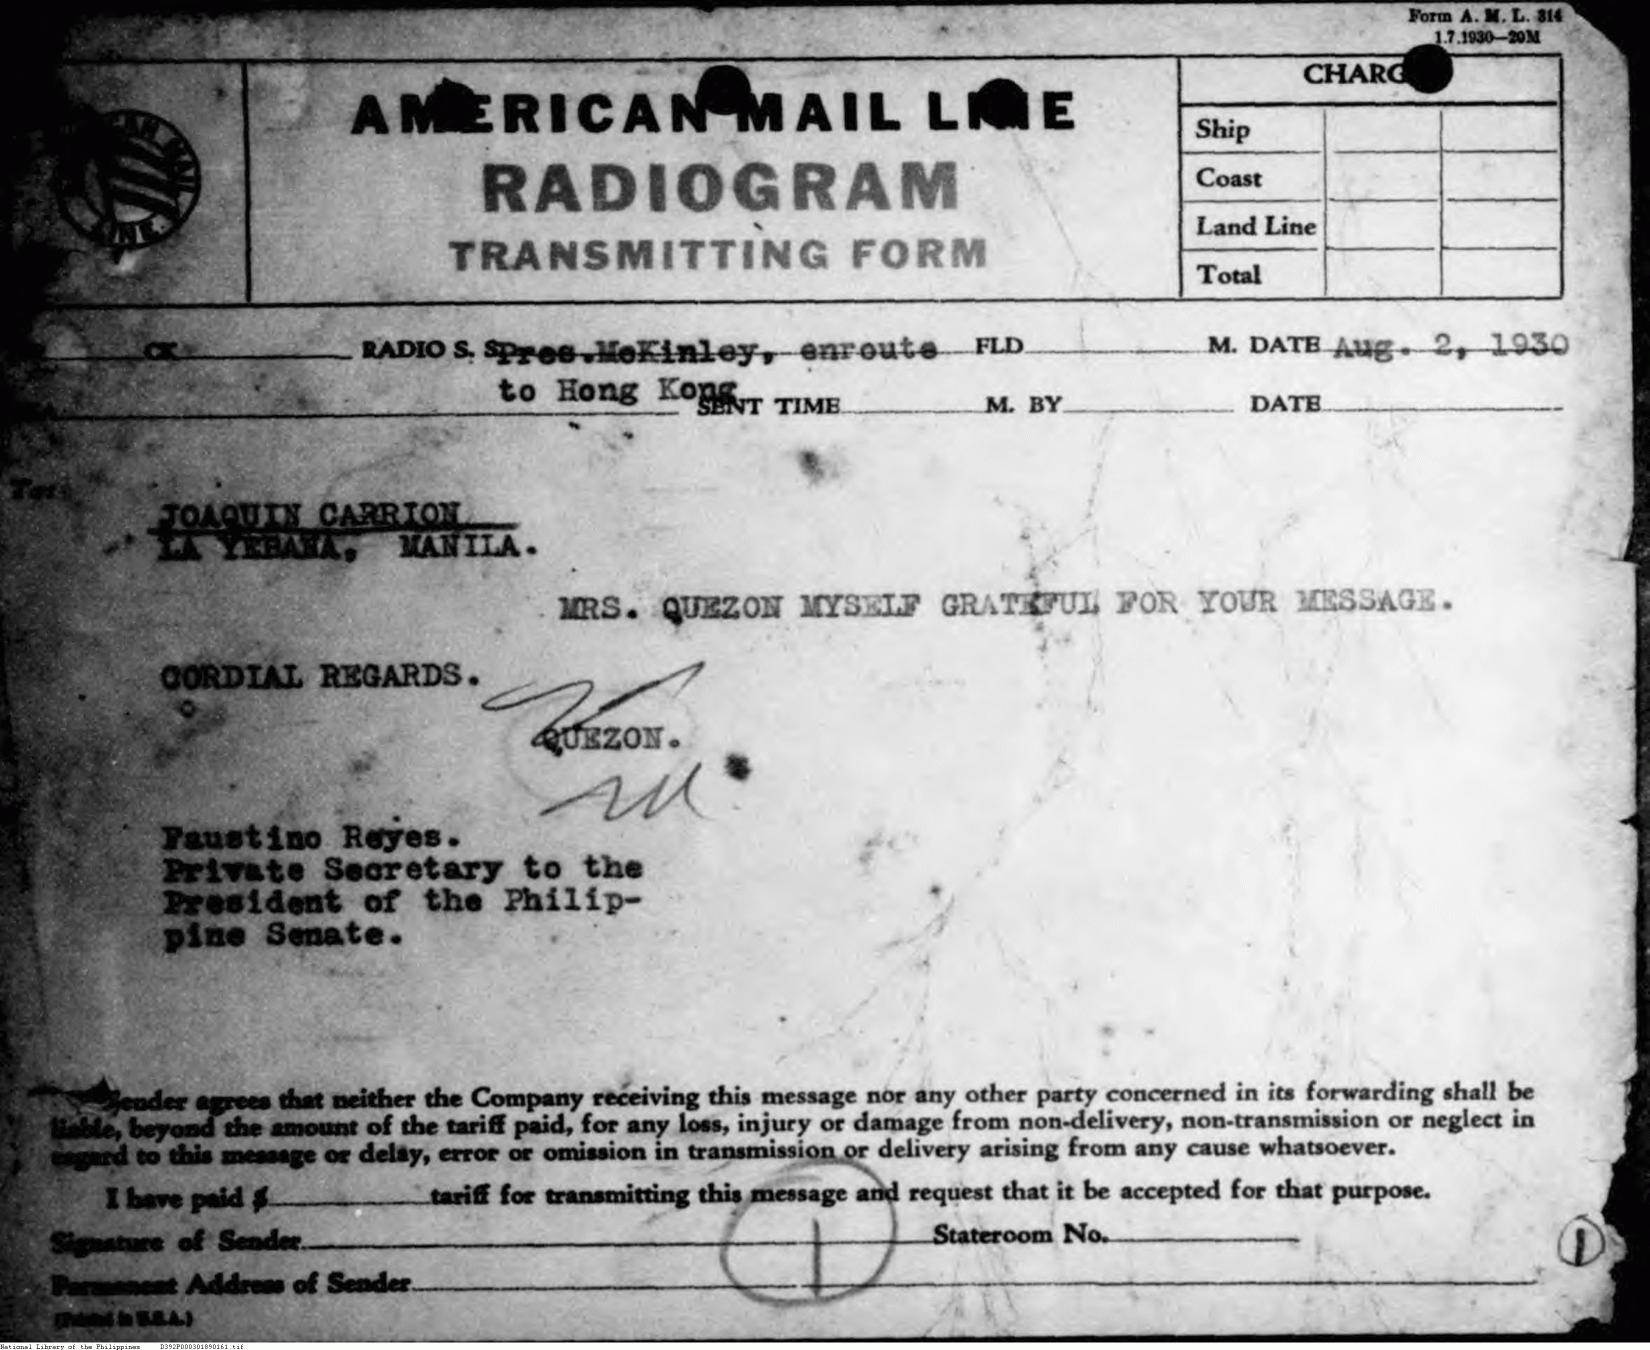 Form A. M. L. 314
1.7.1930—20M
AMERICAN MAIL LINE
RADIOGRAM
TRANSMITTING FORM
CHARG
Ship
Coast
Land Line
Total
MAIL
LINE
CK RADIO S. S. Pres.McKinley, enroute FLD M. DATE Aug. 2, 1930
to Hong Kong
SENT TIME M. BY DATE
To:
JOAQUIN CARRION
LA YEBANA, MANILA.
MRS. QUEZON MYSELF GRATEFUL FOR YOUR MESSAGE.
CORDIAL REGARDS.
QUEZON.
Faustino Reyes.
Private Secretary to the
President of the Philip-
pine Senate.
Sender agrees that neither the Company receiving this message nor any other party concerned in its forwarding shall be
liable, beyond the amount of the tariff paid, for any loss, injury or damage from non-delivery, non-transmission or neglect in
regard to this message or delay, error or omission in transmission or delivery arising from any cause whatsoever.
I have paid $ tariff for transmitting this message and request that it be accepted for that purpose.
Signature of Sender Stateroom No.
1
1
Permanent Address of Sender
(Printed in U.S.A.)
National Library of the Philippines D392P000301890161.tif